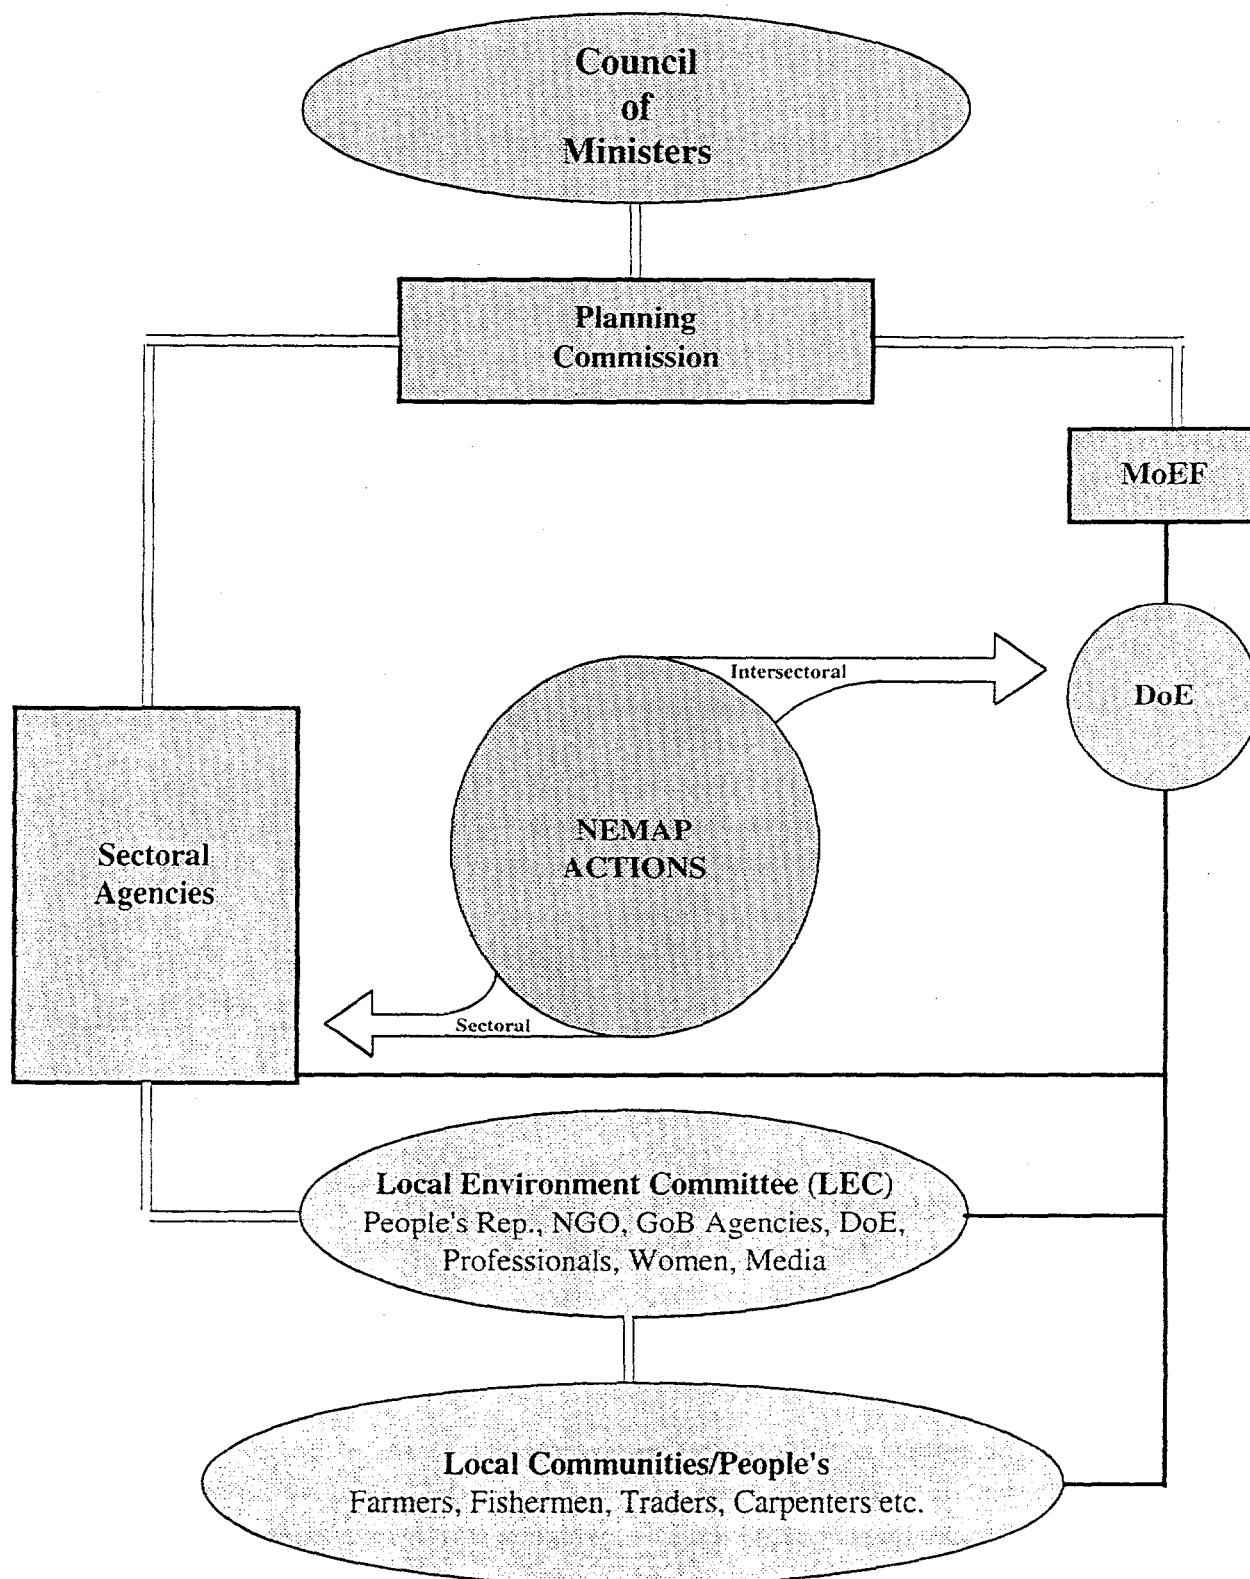 Council
of
Ministers
Planning
Commission
MoEF
Intersectoral
DoE
NEMAP
ACTIONS
Sectoral
Agencies
Sectoral
Local Environment Committee (LEC)
People's Rep., NGO, GoB Agencies, DoE,
Professionals, Women, Media
Local Communities/People's
Farmers, Fishermen, Traders, Carpenters etc.